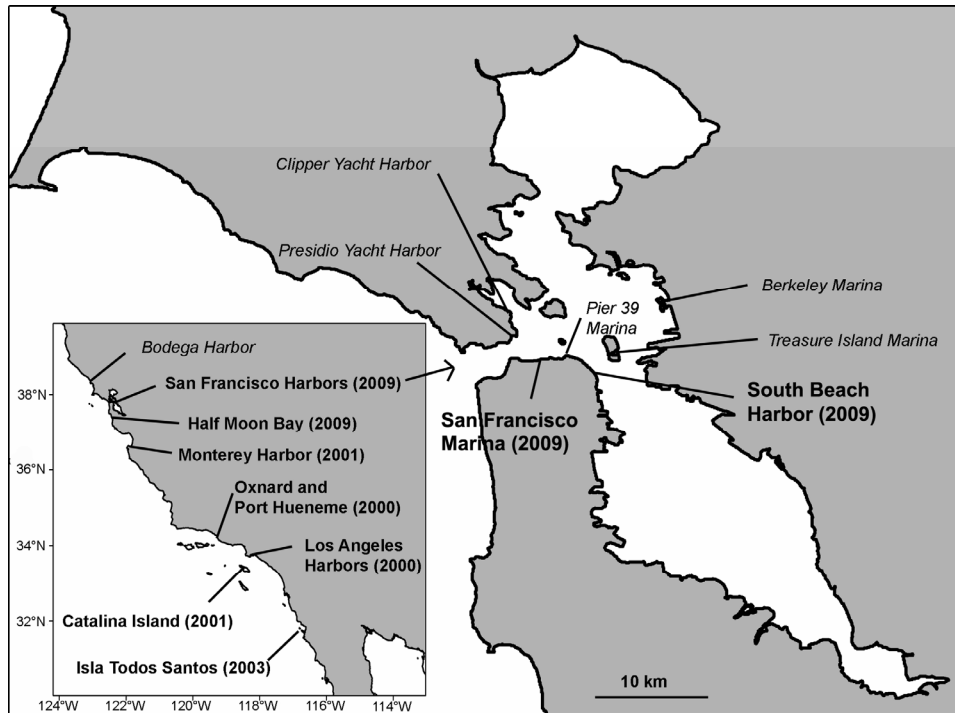 Clipper Yacht Harbor
Presidio Yacht Harbor
Pier 39
Marina
Berkeley Marina
Treasure Island Marina
South Beach
Harbor (2009)
San Francisco
Marina (2009)
10 km
Bodega Harbor
San Francisco Harbors (2009)
Half Moon Bay (2009)
Monterey Harbor (2001)
Oxnard and
Port Hueneme (2000)
Los Angeles
Harbors (2000)
Catalina Island (2001)
Isla Todos Santos (2003)
38°N
36°N
34°N
32°N
124°W
122°W
120°W
118°W
116°W
114°W